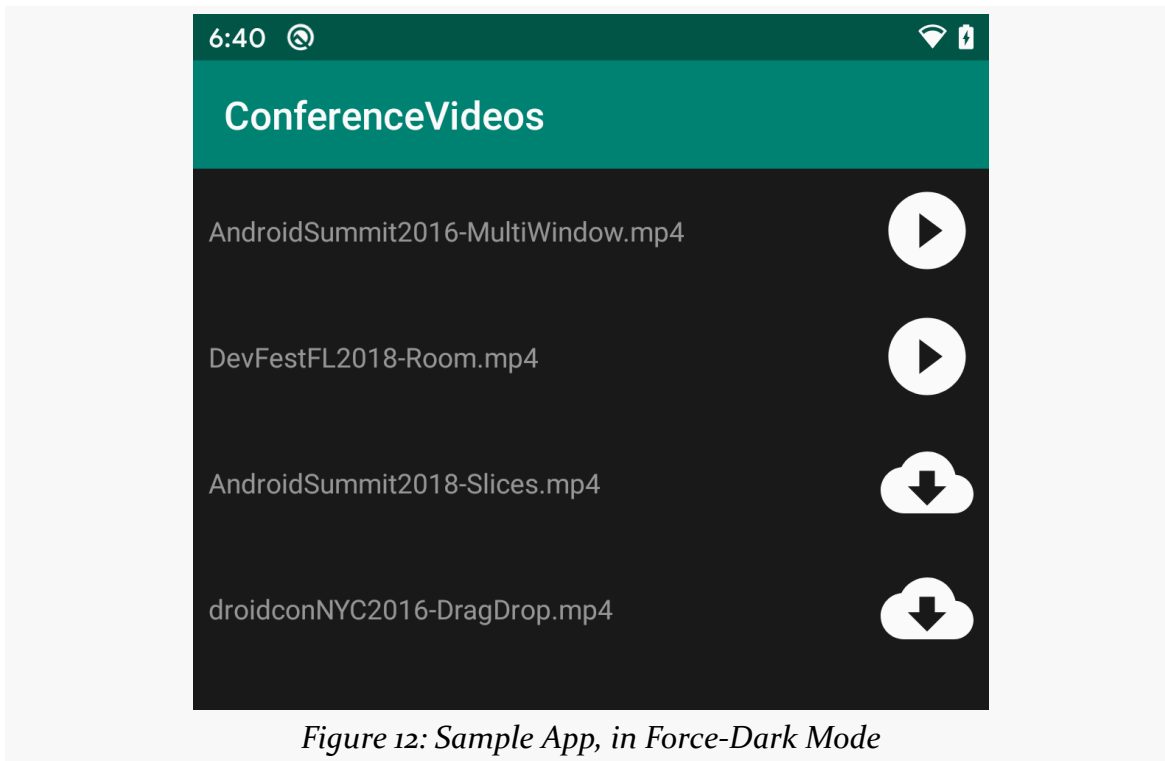 6:40
ConferenceVideos
AndroidSummit2016-MultiWindow.mp4
DevFestFL2018-Room.mp4
AndroidSummit2018-Slices.mp4
droidconNYC2016-DragDrop.mp4
Figure 12: Sample App, in Force-Dark Mode